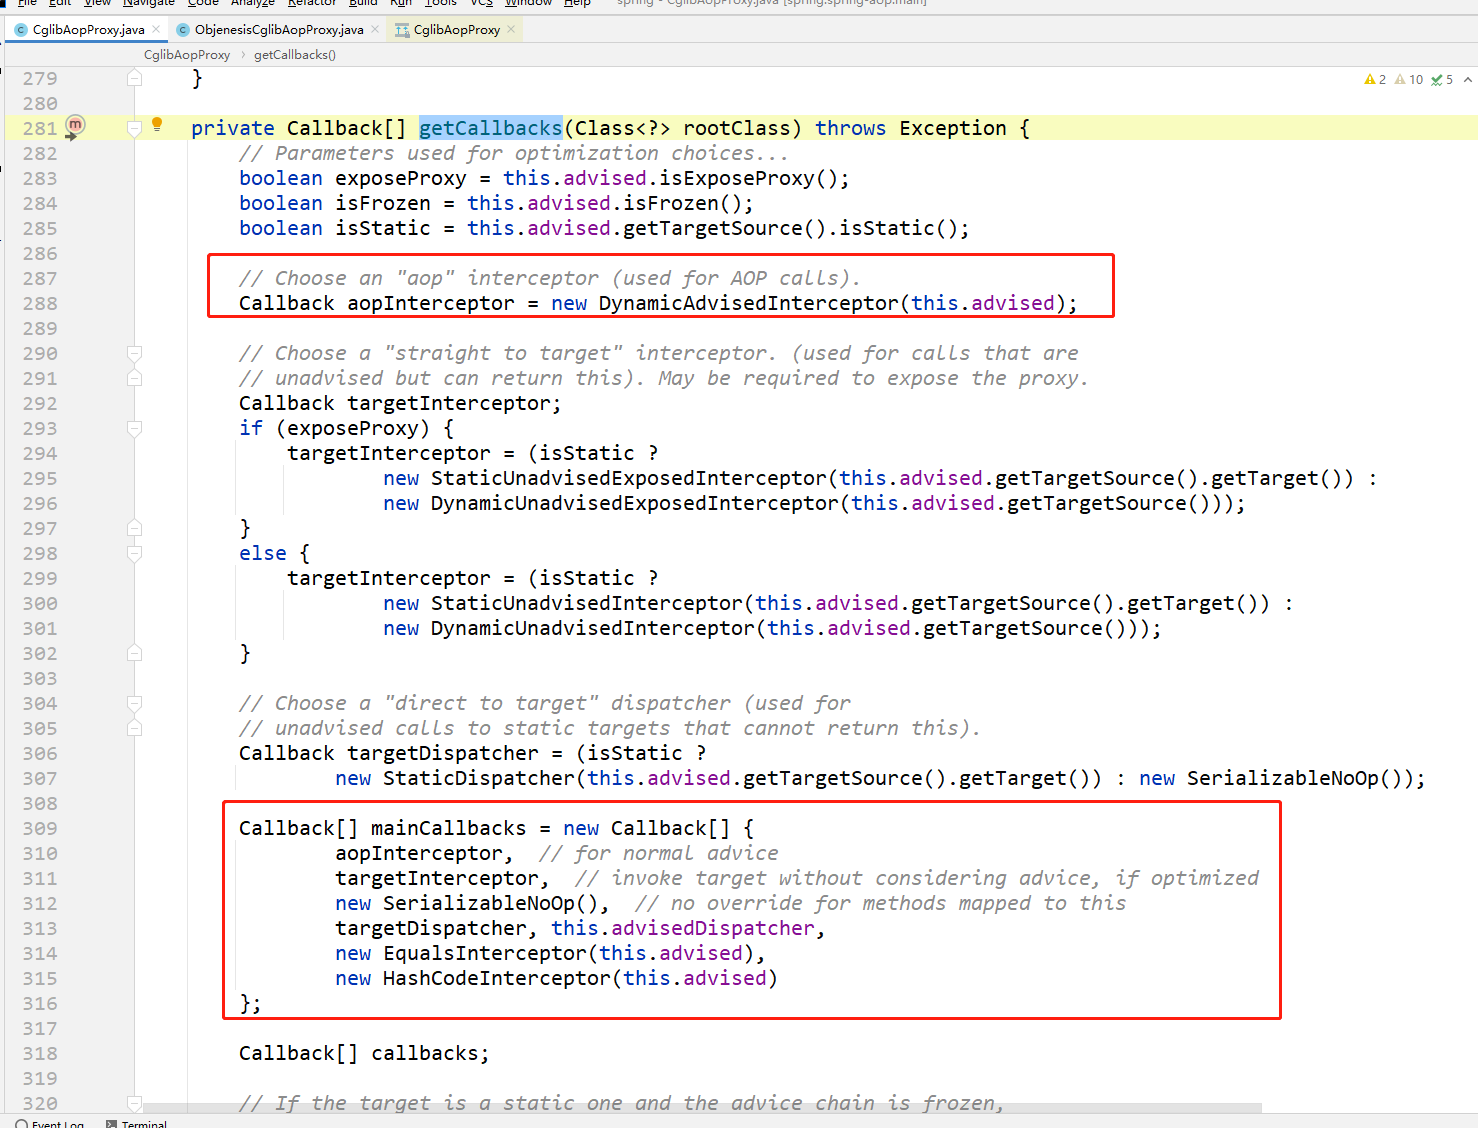 File Edit View Navigate Code Analyze Refactor Build Run Tools VCS Window Help spring - CglibAopProxy.java [spring.spring-aop.main]
CglibAopProxy.java ObjenesisCglibAopProxy.java CglibAopProxy
CglibAopProxy getCallbacks()
279 } 2 10 5
280
281 private Callback[] getCallbacks(Class<?> rootClass) throws Exception {
282 // Parameters used for optimization choices...
283 boolean exposeProxy = this.advised.isExposeProxy();
284 boolean isFrozen = this.advised.isFrozen();
285 boolean isStatic = this.advised.getTargetSource().isStatic();
286
287 // Choose an "aop" interceptor (used for AOP calls).
288 Callback aopInterceptor = new DynamicAdvisedInterceptor(this.advised);
289
290 // Choose a "straight to target" interceptor. (used for calls that are
291 // unadvised but can return this). May be required to expose the proxy.
292 Callback targetInterceptor;
293 if (exposeProxy) {
294 targetInterceptor = (isStatic ?
295 new StaticUnadvisedExposedInterceptor(this.advised.getTargetSource().getTarget()) :
296 new DynamicUnadvisedExposedInterceptor(this.advised.getTargetSource()));
297 }
298 else {
299 targetInterceptor = (isStatic ?
300 new StaticUnadvisedInterceptor(this.advised.getTargetSource().getTarget()) :
301 new DynamicUnadvisedInterceptor(this.advised.getTargetSource()));
302 }
303
304 // Choose a "direct to target" dispatcher (used for
305 // unadvised calls to static targets that cannot return this).
306 Callback targetDispatcher = (isStatic ?
307 new StaticDispatcher(this.advised.getTargetSource().getTarget()) : new SerializableNoOp());
308
309 Callback[] mainCallbacks = new Callback[] {
310 aopInterceptor, // for normal advice
311 targetInterceptor, // invoke target without considering advice, if optimized
312 new SerializableNoOp(), // no override for methods mapped to this
313 targetDispatcher, this.advisedDispatcher,
314 new EqualsInterceptor(this.advised),
315 new HashCodeInterceptor(this.advised)
316 };
317
318 Callback[] callbacks;
319
320 // If the target is a static one and the advice chain is frozen,
Event Log Terminal